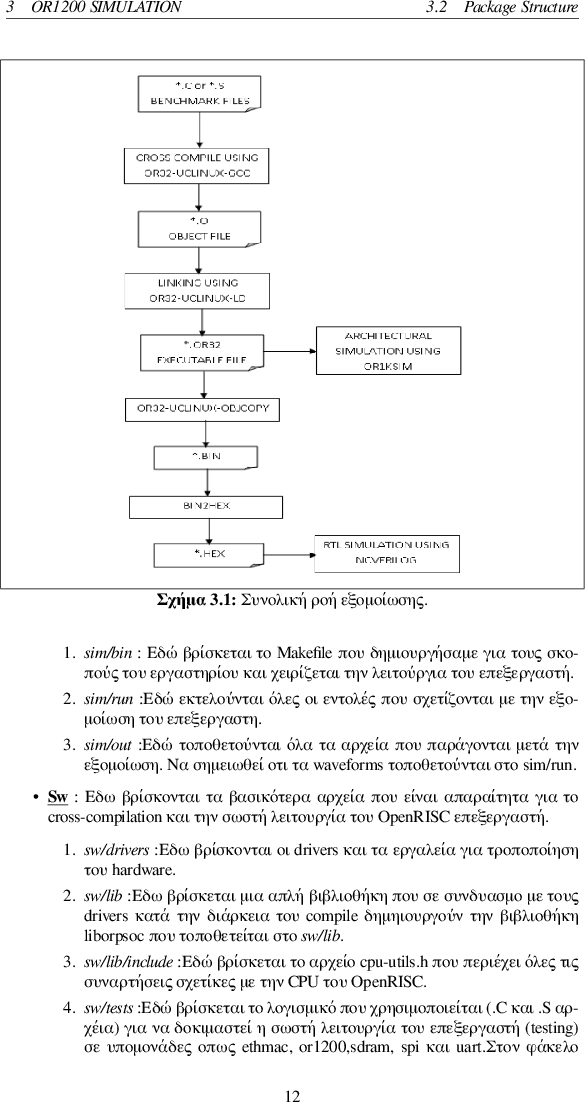 3 OR1200 SIMULATION 3.2 Package Structure
*.C or *.S
BENCHMARK FILES
CROSS COMPILE USING
OR32-UCLINUX-GCC
*.O
OBJECT FILE
LINKING USING
OR32-UCLINUX-LD
*.OR32
EXECUTABLE FILE
ARCHITECTURAL
SIMULATION USING
OR1KSIM
OR32-UCLINUX-OBJCOPY
*.BIN
BIN2HEX
*.HEX
RTL SIMULATION USING
NCVERILOG
Σχήμα 3.1: Συνολική ροή εξομοίωσης.
1. sim/bin : Εδώ βρίσκεται το Makefile που δημιουργήσαμε για τους σκο-
πούς του εργαστηρίου και χειρίζεται την λειτούργια του επεξεργαστή.
2. sim/run :Εδώ εκτελούνται όλες οι εντολές που σχετίζονται με την εξο-
μοίωση του επεξεργαστη.
3. sim/out :Εδώ τοποθετούνται όλα τα αρχεία που παράγονται μετά την
εξομοίωση. Να σημειωθεί οτι τα waveforms τοποθετούνται στο sim/run.
• Sw : Εδω βρίσκονται τα βασικότερα αρχεία που είναι απαραίτητα για το
cross-compilation και την σωστή λειτουργία του OpenRISC επεξεργαστή.
1. sw/drivers :Εδω βρίσκονται οι drivers και τα εργαλεία για τροποποίηση
του hardware.
2. sw/lib :Εδω βρίσκεται μια απλή βιβλιοθήκη που σε συνδυασμο με τους
drivers κατά την διάρκεια του compile δημηιουργούν την βιβλιοθήκη
liborpsoc που τοποθετείται στο sw/lib.
3. sw/lib/include :Εδώ βρίσκεται το αρχείο cpu-utils.h που περιέχει όλες τις
συναρτήσεις σχετίκες με την CPU του OpenRISC.
4. sw/tests :Εδώ βρίσκεται το λογισμικό που χρησιμοποιείται (.C και .S αρ-
χέια) για να δοκιμαστεί η σωστή λειτουργία του επεξεργαστή (testing)
σε υπομονάδες οπως ethmac, or1200,sdram, spi και uart.Στον φάκελο
12